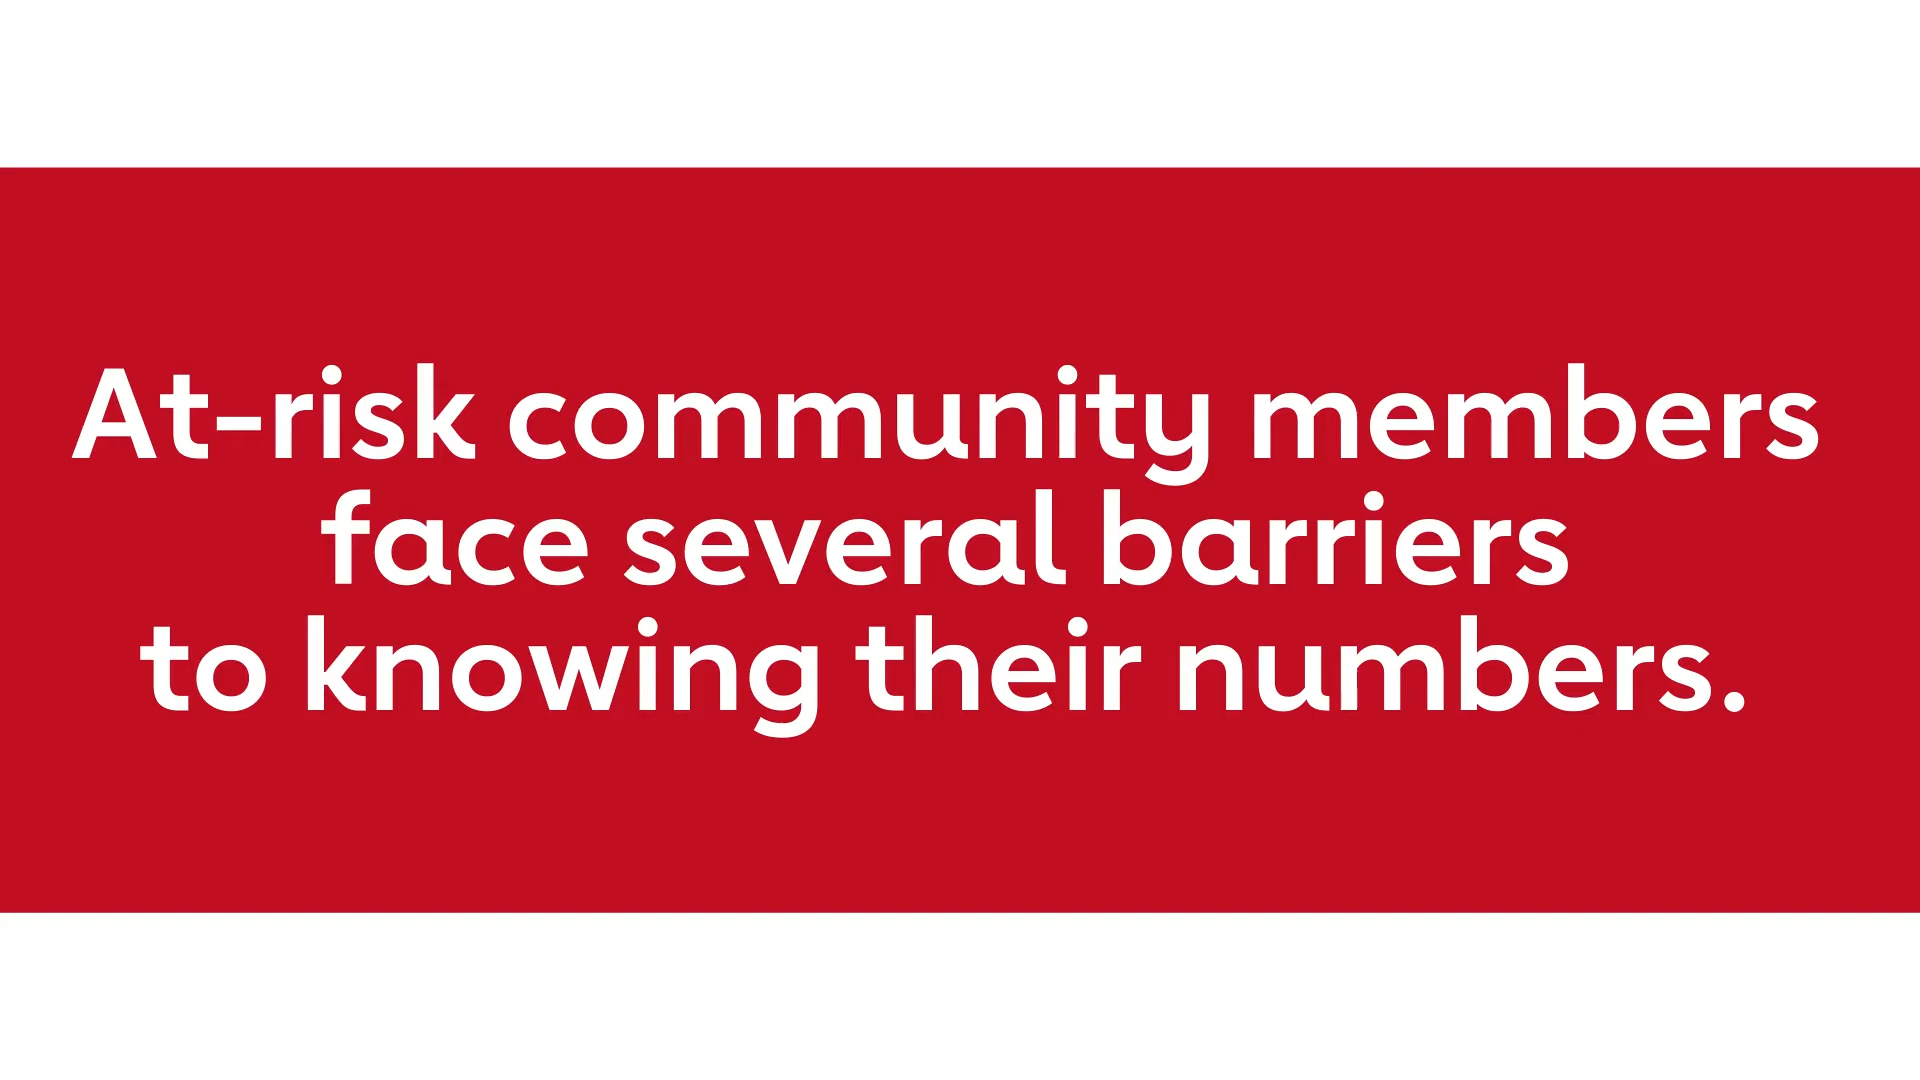 At-risk community members
face several barriers
to knowing their numbers.